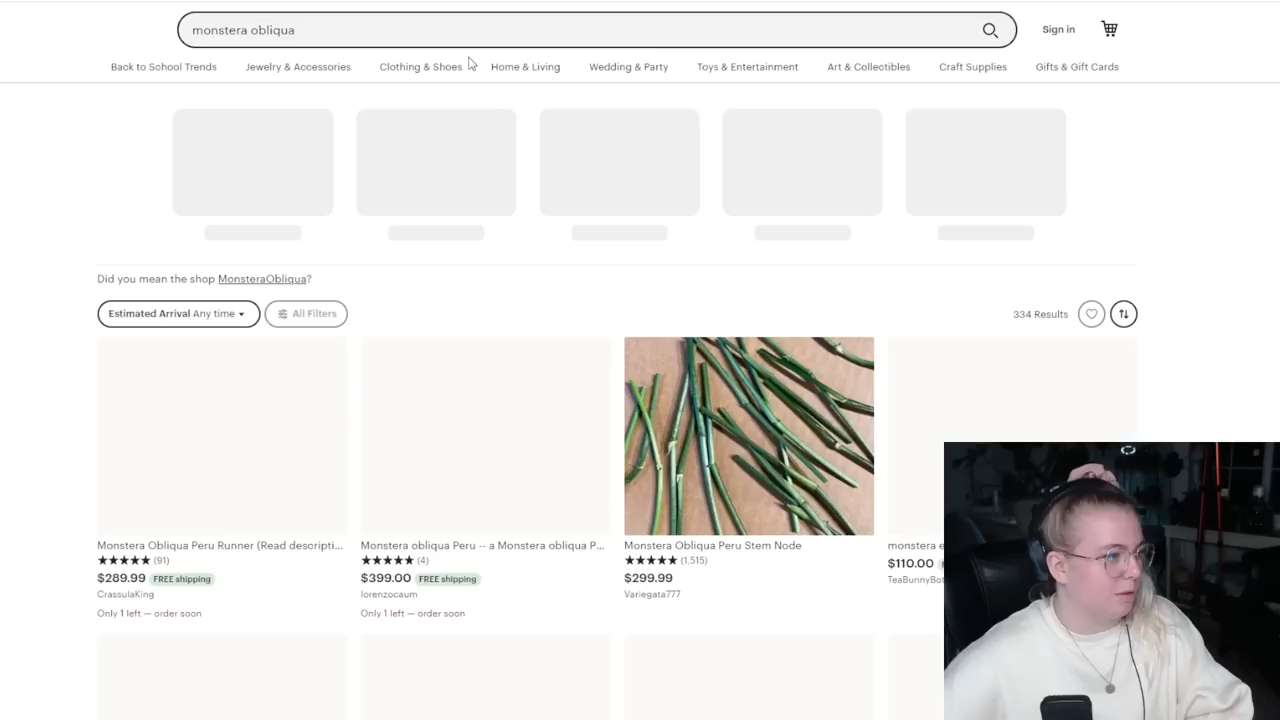 monstera obliqua
Sign in
Back to School Trends Jewelry & Accessories Clothing & Shoes Home & Living Wedding & Party Toys & Entertainment Art & Collectibles Craft Supplies Gifts & Gift Cards
Did you mean the shop MonsteraObliqua?
Estimated Arrival Any time All Filters 334 Results
Monstera Obliqua Peru Runner (Read descripti...
(91)
$289.99 FREE shipping
CrassulaKing
Only 1 left — order soon
Monstera obliqua Peru -- a Monstera obliqua P...
(4)
$399.00 FREE shipping
lorenzocaum
Only 1 left — order soon
Monstera Obliqua Peru Stem Node
(1,515)
$299.99
Variegata777
monstera e
$110.00
TeaBunnyBot